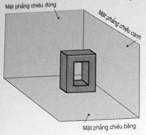 Mặt phẳng chiếu đứng
Mặt phẳng chiếu cạnh
Mặt phẳng chiếu bằng